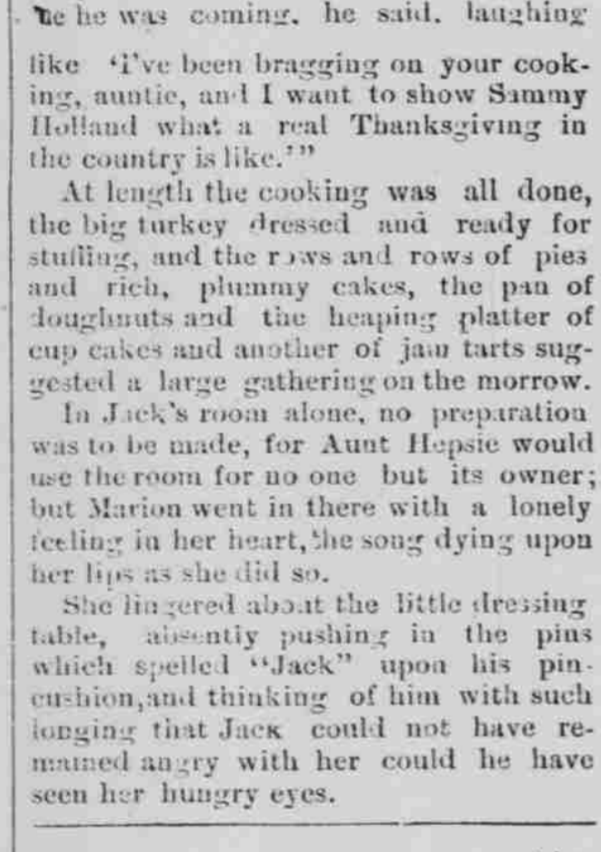 he he was coming. he said, laughing
like 'I've been bragging on your cook-
ing, auntie, and I want to show Sammy
Holland what a real Thanksgiving in
the country is like.'"
At length the cooking was all done,
the big turkey dressed and ready for
stuffing, and the rows and rows of pies
and rich, plummy cakes, the pan of
doughnuts and the heaping platter of
cup cakes and another of jam tarts sug-
gested a large gathering on the morrow.
In Jack's room alone, no preparation
was to be made, for Aunt Hepsie would
use the room for no one but its owner;
but Marion went in there with a lonely
feeling in her heart, the song dying upon
her lips as she did so.
She lingered about the little dressing
table, absently pushing in the pins
which spelled "Jack" upon his pin-
cushion, and thinking of him with such
longing that Jack could not have re-
mained angry with her could he have
seen her hungry eyes.